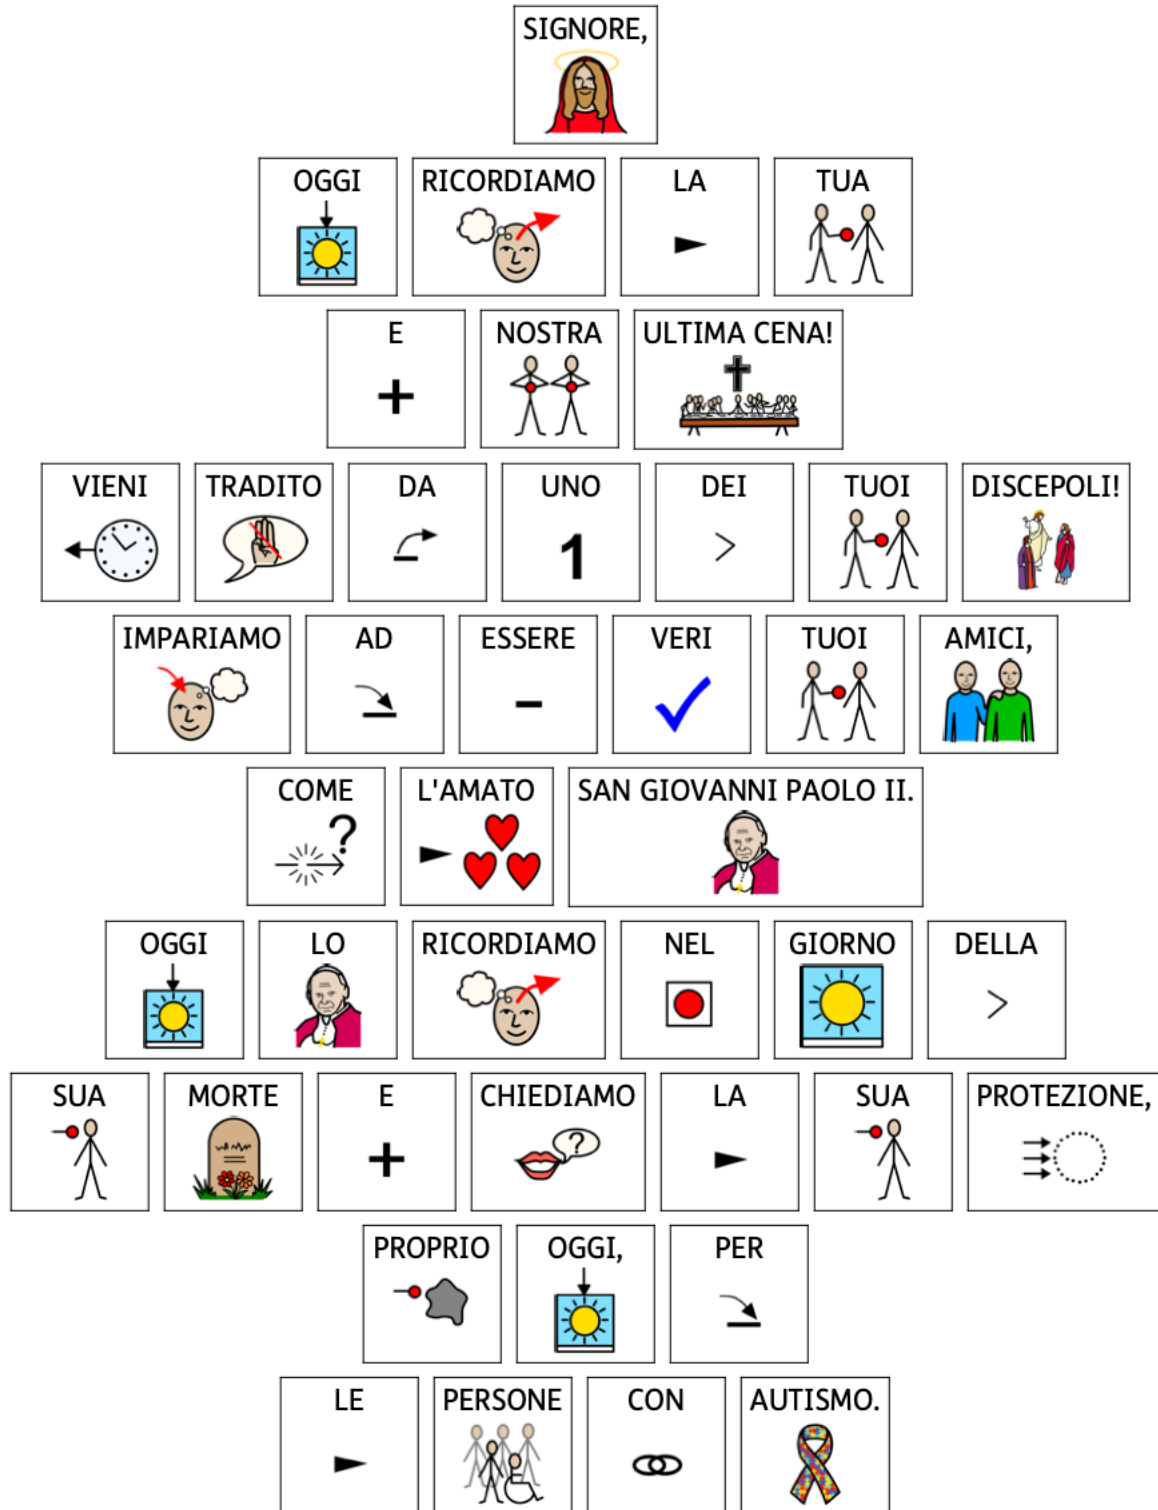 SIGNORE,
OGGI RICORDIAMO LA TUA
E NOSTRA ULTIMA CENA!
VIENI TRADITO DA UNO DEI TUOI DISCEPOLI!
IMPARIAMO AD ESSERE VERI TUOI AMICI,
COME L'AMATO SAN GIOVANNI PAOLO II.
OGGI LO RICORDIAMO NEL GIORNO DELLA
SUA MORTE E CHIEDIAMO LA SUA PROTEZIONE,
PROPRIO OGGI, PER
LE PERSONE CON AUTISMO.